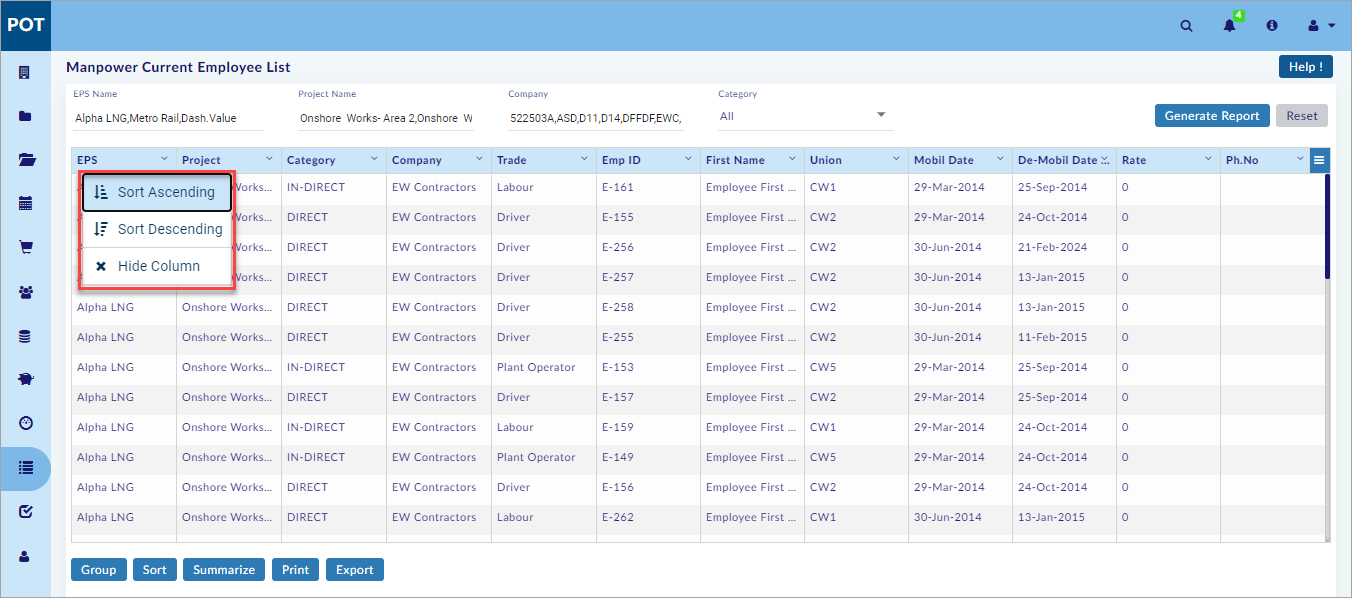 POT
4
Manpower Current Employee List
Help !
EPS Name Project Name Company Category
Alpha LNG,Metro Rail,Dash.Value Onshore Works- Area 2,Onshore W 522503A,ASD,D11,D14,DFFDF,EWC, All Generate Report Reset
EPS Project Category Company Trade Emp ID First Name Union Mobil Date De-Mobil Date ... Rate Ph.No
Sort Ascending Works... IN-DIRECT EW Contractors Labour E-161 Employee First ... CW1 29-Mar-2014 25-Sep-2014 0
Works... DIRECT EW Contractors Driver E-155 Employee First ... CW2 29-Mar-2014 24-Oct-2014 0
Sort Descending
Works... DIRECT EW Contractors Driver E-256 Employee First ... CW2 30-Jun-2014 21-Feb-2024 0
Hide Column
Works... DIRECT EW Contractors Driver E-257 Employee First ... CW2 30-Jun-2014 13-Jan-2015 0
Alpha LNG Onshore Works... DIRECT EW Contractors Driver E-258 Employee First ... CW2 30-Jun-2014 13-Jan-2015 0
Alpha LNG Onshore Works... DIRECT EW Contractors Driver E-255 Employee First ... CW2 30-Jun-2014 11-Feb-2015 0
Alpha LNG Onshore Works... IN-DIRECT EW Contractors Plant Operator E-153 Employee First ... CW5 29-Mar-2014 25-Sep-2014 0
Alpha LNG Onshore Works... DIRECT EW Contractors Driver E-157 Employee First ... CW2 29-Mar-2014 25-Sep-2014 0
Alpha LNG Onshore Works... IN-DIRECT EW Contractors Labour E-159 Employee First ... CW1 29-Mar-2014 24-Oct-2014 0
Alpha LNG Onshore Works... IN-DIRECT EW Contractors Plant Operator E-149 Employee First ... CW5 29-Mar-2014 24-Oct-2014 0
Alpha LNG Onshore Works... DIRECT EW Contractors Driver E-156 Employee First ... CW2 29-Mar-2014 24-Oct-2014 0
Alpha LNG Onshore Works... DIRECT EW Contractors Labour E-262 Employee First ... CW1 30-Jun-2014 13-Jan-2015 0
Group Sort Summarize Print Export